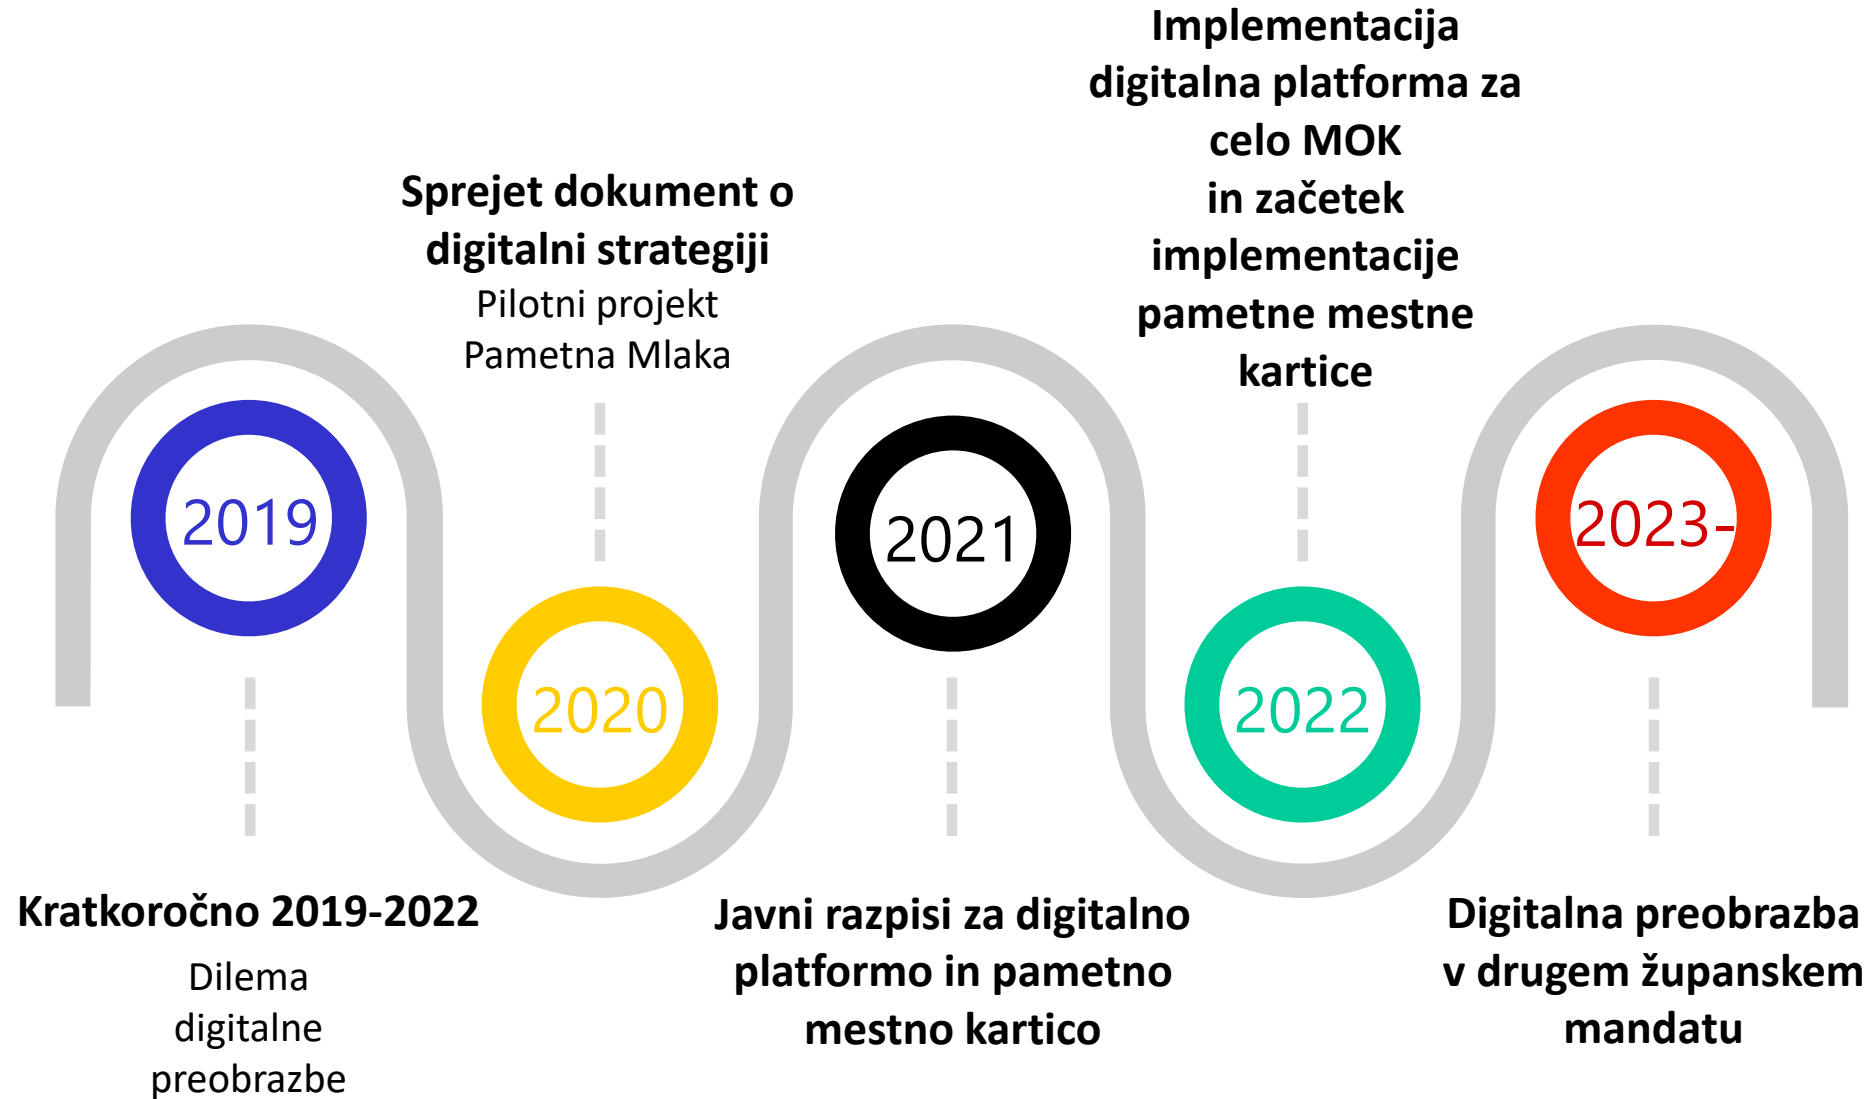 Kratkoročno 2019-2022
Dilema
digitalne
preobrazbe
2019
Sprejet dokument o
digitalni strategiji
Pilotni projekt
Pametna Mlaka
2020
2021
Javni razpisi za digitalno
platformo in pametno
mestno kartico
Implementacija
digitalna platforma za
celo MOK
in začetek
implementacije
pametne mestne
kartice
2022
2023-
Digitalna preobrazba
v drugem županskem
mandatu